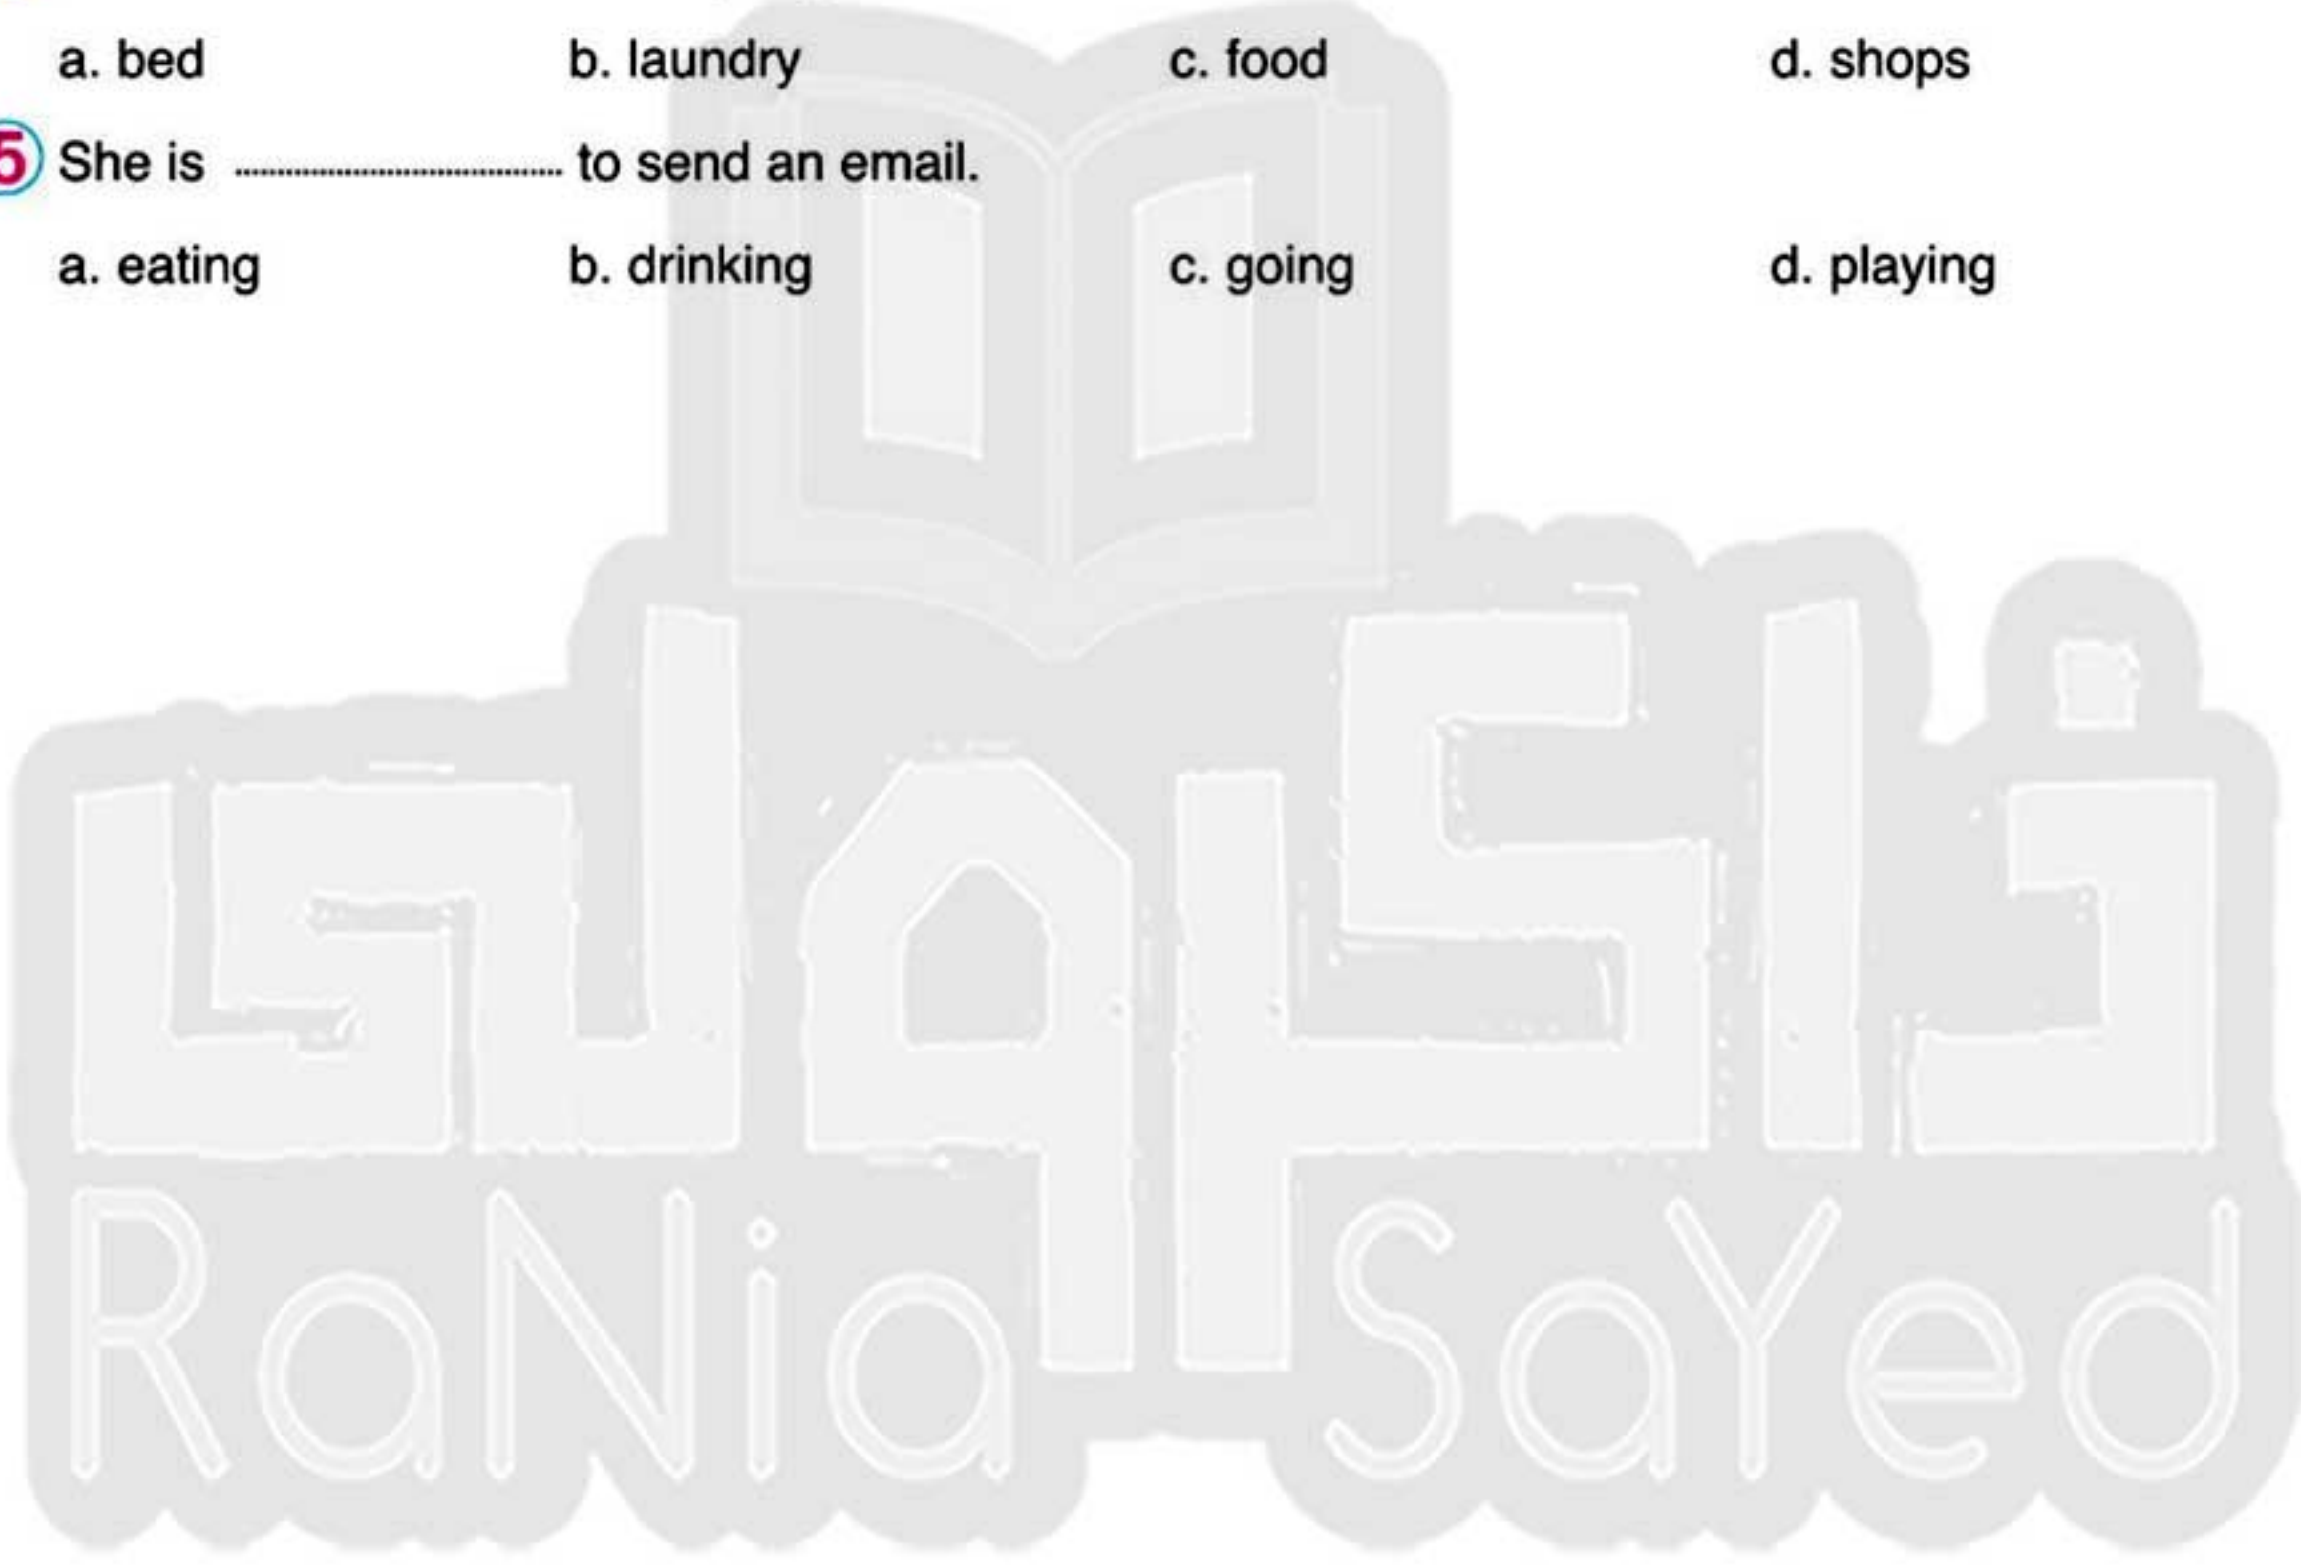 a. bed b. laundry c. food d. shops
5 She is .................................. to send an email.
a. eating b. drinking c. going d. playing
RaNia SaYed